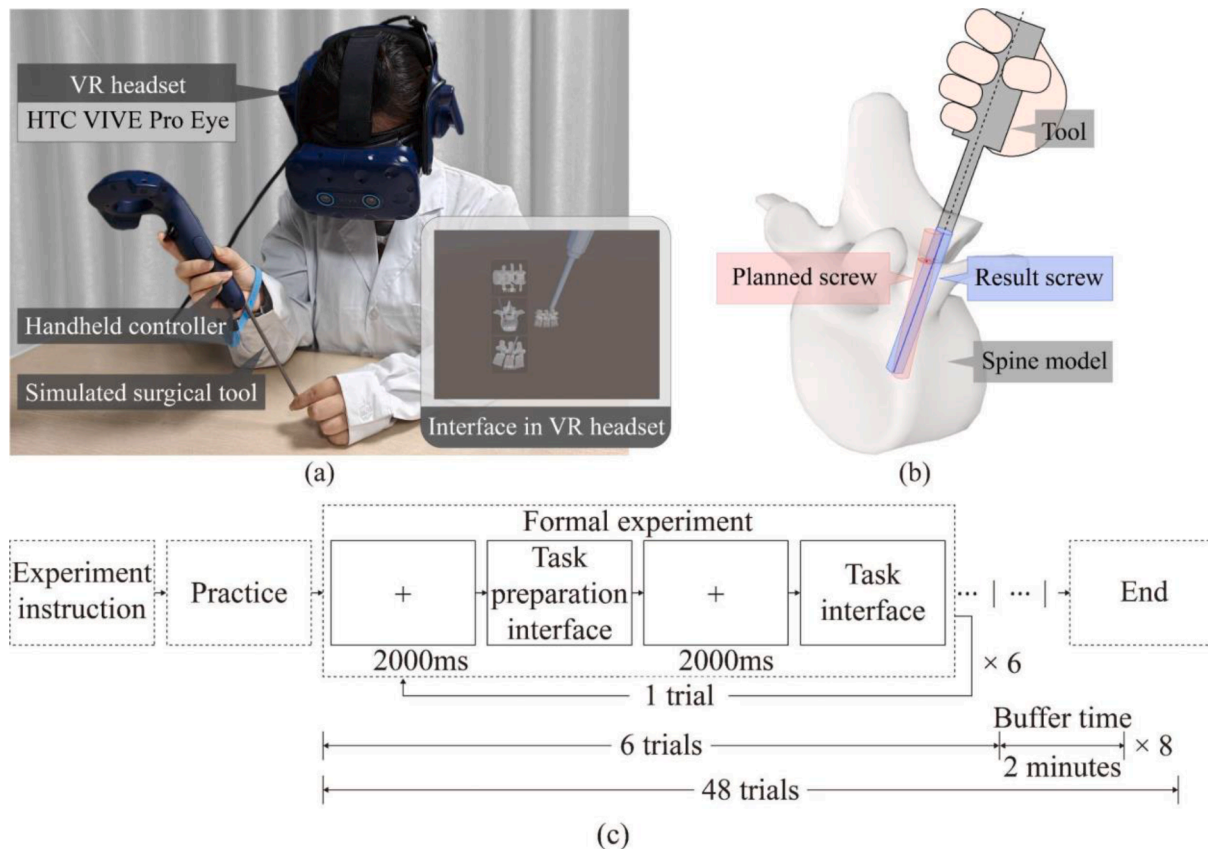 VR headset
HTC VIVE Pro Eye
Handheld controller
Simulated surgical tool
Interface in VR headset
(a)
Tool
Planned screw
Result screw
Spine model
(b)
Formal experiment
Experiment
instruction
Practice
+
Task
preparation
interface
+
Task
interface
··· | ··· |
End
2000ms
2000ms
× 6
1 trial
Buffer time
6 trials
× 8
2 minutes
48 trials
(c)